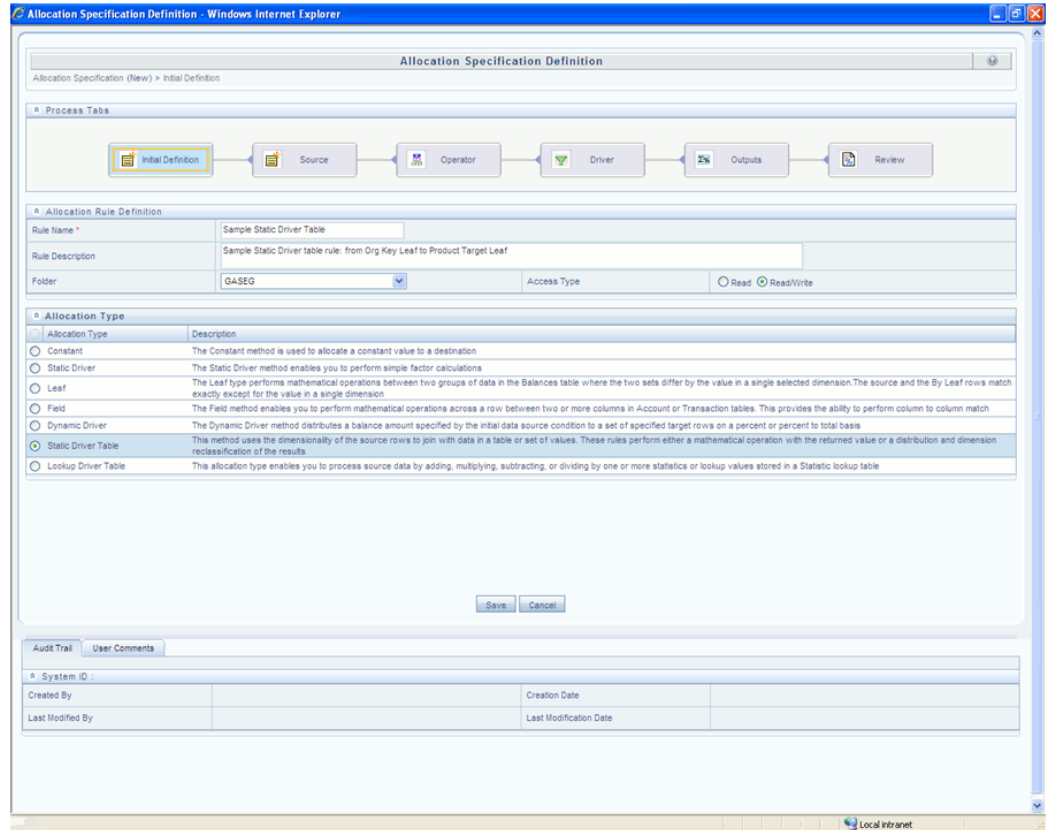 Allocation Specification Definition - Windows Internet Explorer
Allocation Specification Definition
Allocation Specification (New) > Initial Definition
Process Tabs
Initial Definition
Source
Operator
Driver
Outputs
Review
Allocation Rule Definition
Rule Name * Sample Static Driver Table
Rule Description Sample Static Driver table rule: from Org Key Leaf to Product Target Leaf
Folder GASEG Access Type Read Read/Write
Allocation Type
Allocation Type Description
Constant The Constant method is used to allocate a constant value to a destination
Static Driver The Static Driver method enables you to perform simple factor calculations
Leaf The Leaf type performs mathematical operations between two groups of data in the Balances table where the two sets differ by the value in a single selected dimension.The source and the By Leaf rows match
exactly except for the value in a single dimension
Field The Field method enables you to perform mathematical operations across a row between two or more columns in Account or Transaction tables. This provides the ability to perform column to column match
Dynamic Driver The Dynamic Driver method distributes a balance amount specified by the initial data source condition to a set of specified target rows on a percent or percent to total basis
Static Driver Table This method uses the dimensionality of the source rows to join with data in a table or set of values. These rules perform either a mathematical operation with the returned value or a distribution and dimension
reclassification of the results
Lookup Driver Table This allocation type enables you to process source data by adding, multiplying, subtracting, or dividing by one or more statistics or lookup values stored in a Statistic lookup table
Save Cancel
Audit Trail User Comments
System ID :
Created By Creation Date
Last Modified By Last Modification Date
Local intranet